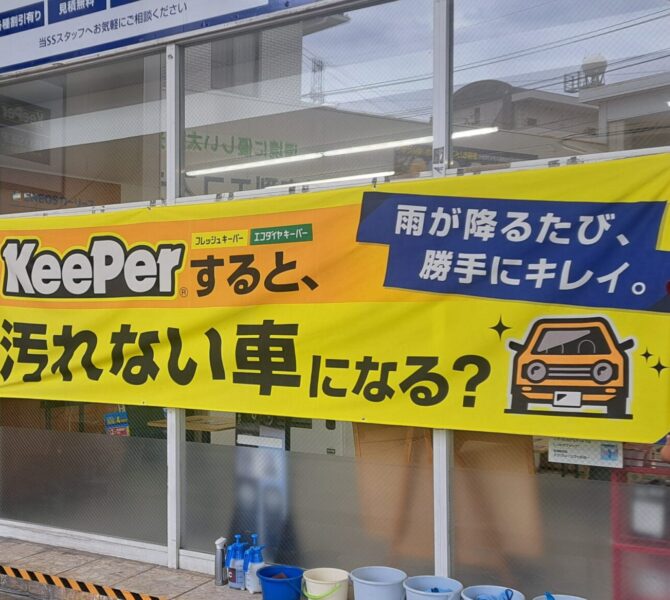 見積無料
当SSスタッフへお気軽にご相談ください
KeePer
フレッシュキーパー
エコダイヤキーパー
すると、
汚れない車になる?
雨が降るたび、
勝手にキレイ。